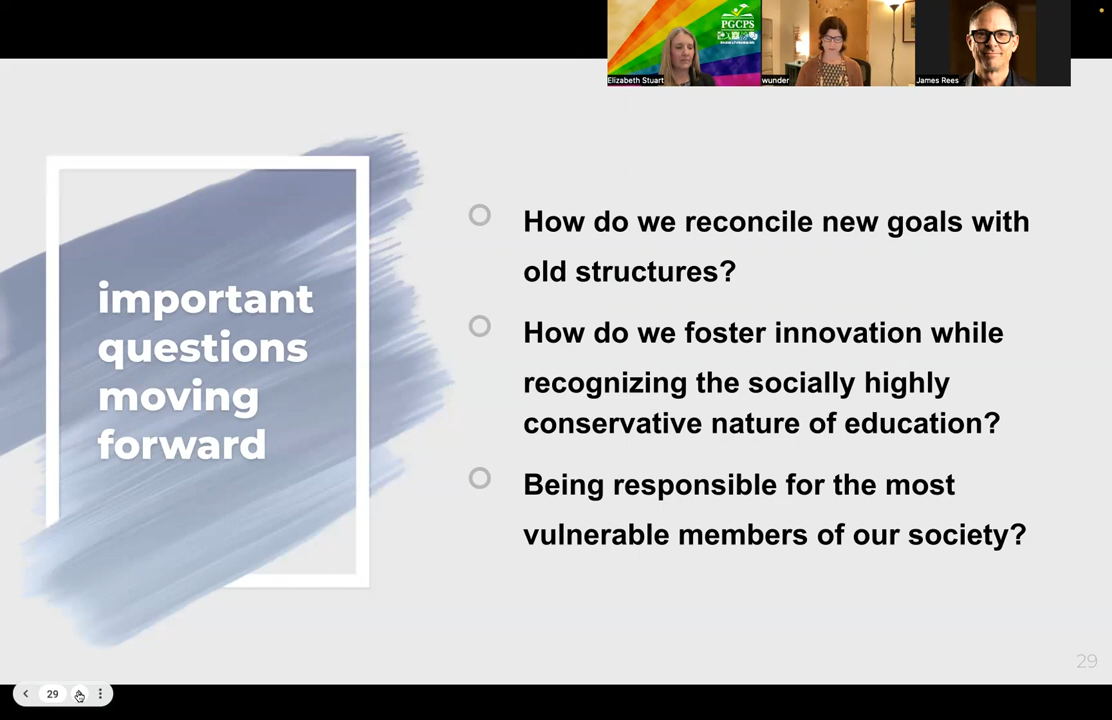 PGCPS
Elizabeth Stuart
wunder
James Rees
important
questions
moving
forward
How do we reconcile new goals with
old structures?
How do we foster innovation while
recognizing the socially highly
conservative nature of education?
Being responsible for the most
vulnerable members of our society?
29
29